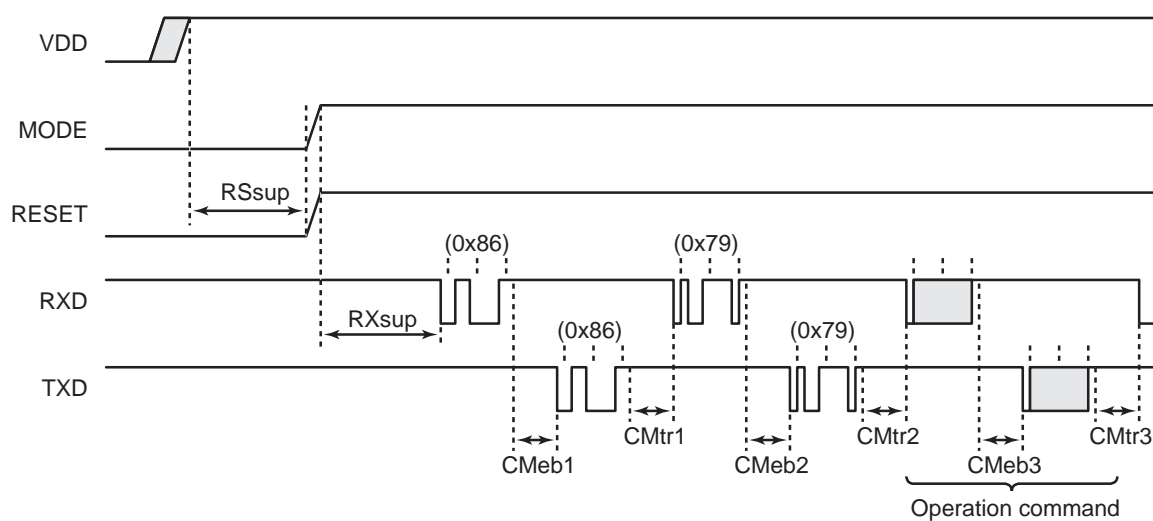 VDD
MODE
RSsup
RESET
(0x86)
(0x79)
RXD
RXsup
(0x86)
(0x79)
TXD
CMtr1
CMtr2
CMtr3
CMeb1
CMeb2
CMeb3
Operation command